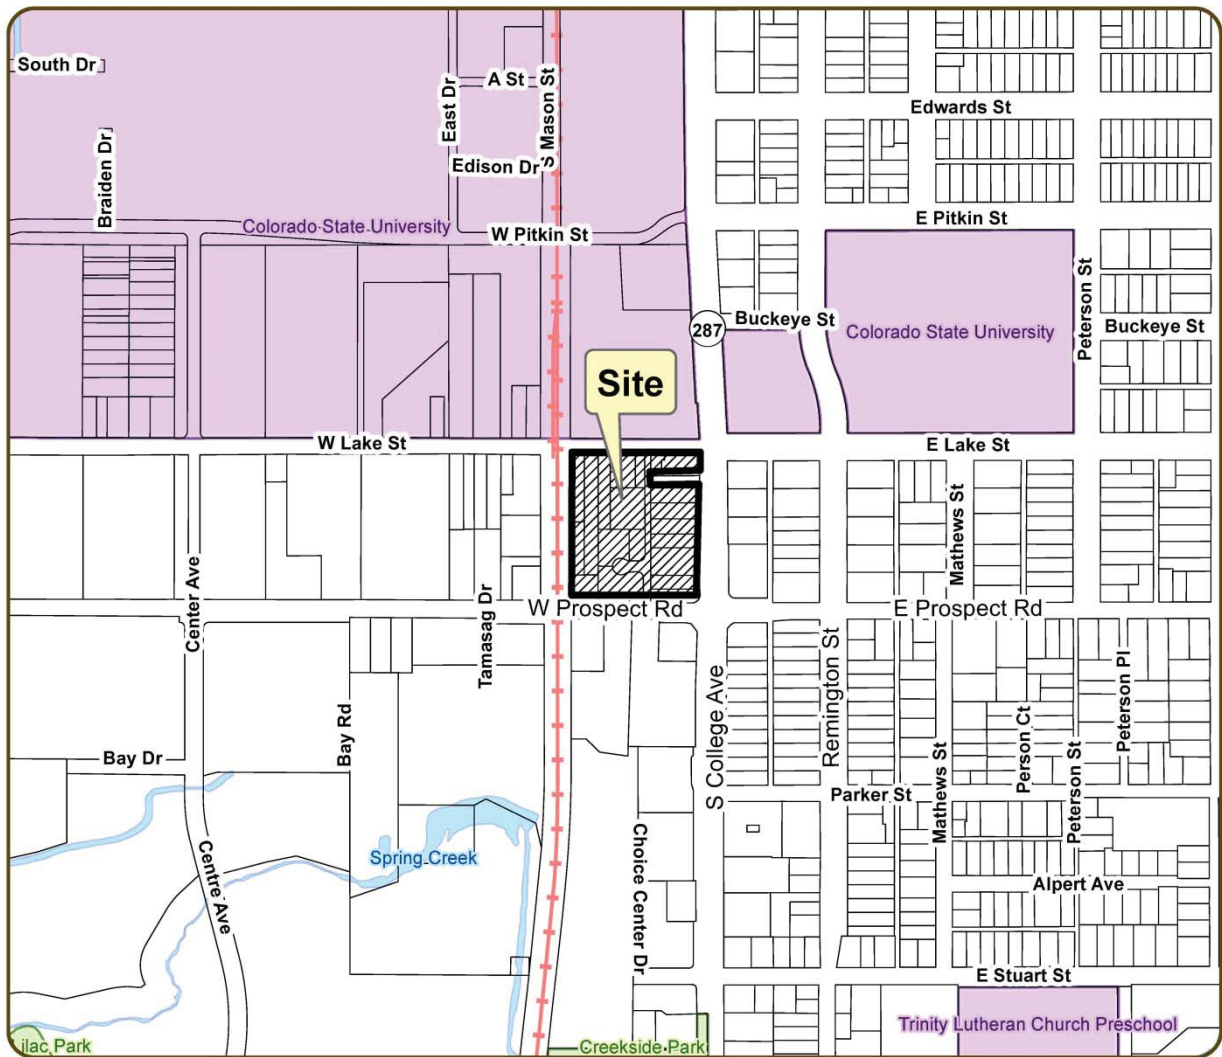 South Dr
A St
East Dr
S Mason St
Edwards St
Braiden Dr
Edison Dr
Colorado State University
W Pitkin St
E Pitkin St
Peterson St
287
Buckeye St
Colorado State University
Buckeye St
Site
W Lake St
E Lake St
Mathews St
Center Ave
Tamasag Dr
W Prospect Rd
E Prospect Rd
Bay Rd
S College Ave
Remington St
Person Ct
Peterson Pl
Bay Dr
Parker St
Mathews St
Peterson St
Spring Creek
Centre Ave
Choice Center Dr
Alpert Ave
E Stuart St
Trinity Lutheran Church Preschool
ilac Park
Creekside Park